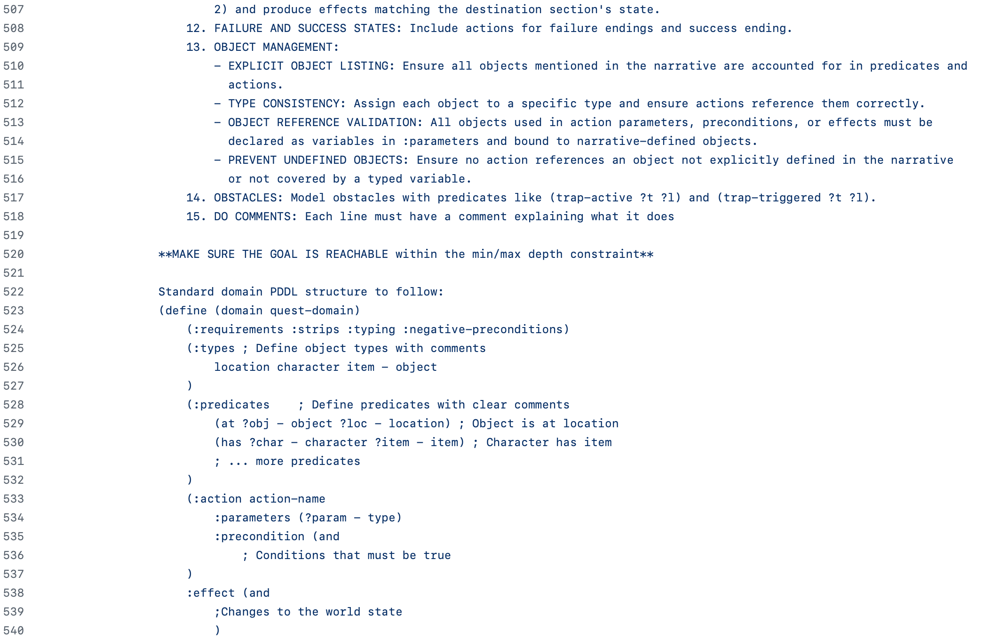 507 2) and produce effects matching the destination section's state.
508 12. FAILURE AND SUCCESS STATES: Include actions for failure endings and success ending.
509 13. OBJECT MANAGEMENT:
510 - EXPLICIT OBJECT LISTING: Ensure all objects mentioned in the narrative are accounted for in predicates and
511 actions.
512 - TYPE CONSISTENCY: Assign each object to a specific type and ensure actions reference them correctly.
513 - OBJECT REFERENCE VALIDATION: All objects used in action parameters, preconditions, or effects must be
514 declared as variables in :parameters and bound to narrative-defined objects.
515 - PREVENT UNDEFINED OBJECTS: Ensure no action references an object not explicitly defined in the narrative
516 or not covered by a typed variable.
517 14. OBSTACLES: Model obstacles with predicates like (trap-active ?t ?l) and (trap-triggered ?t ?l).
518 15. DO COMMENTS: Each line must have a comment explaining what it does
519
520 **MAKE SURE THE GOAL IS REACHABLE within the min/max depth constraint**
521
522 Standard domain PDDL structure to follow:
523 (define (domain quest-domain)
524 (:requirements :strips :typing :negative-preconditions)
525 (:types ; Define object types with comments
526 location character item - object
527 )
528 (:predicates    ; Define predicates with clear comments
529 (at ?obj - object ?loc - location) ; Object is at location
530 (has ?char - character ?item - item) ; Character has item
531 ; ... more predicates
532 )
533 (:action action-name
534 :parameters (?param - type)
535 :precondition (and
536 ; Conditions that must be true
537 )
538 :effect (and
539 ;Changes to the world state
540 )